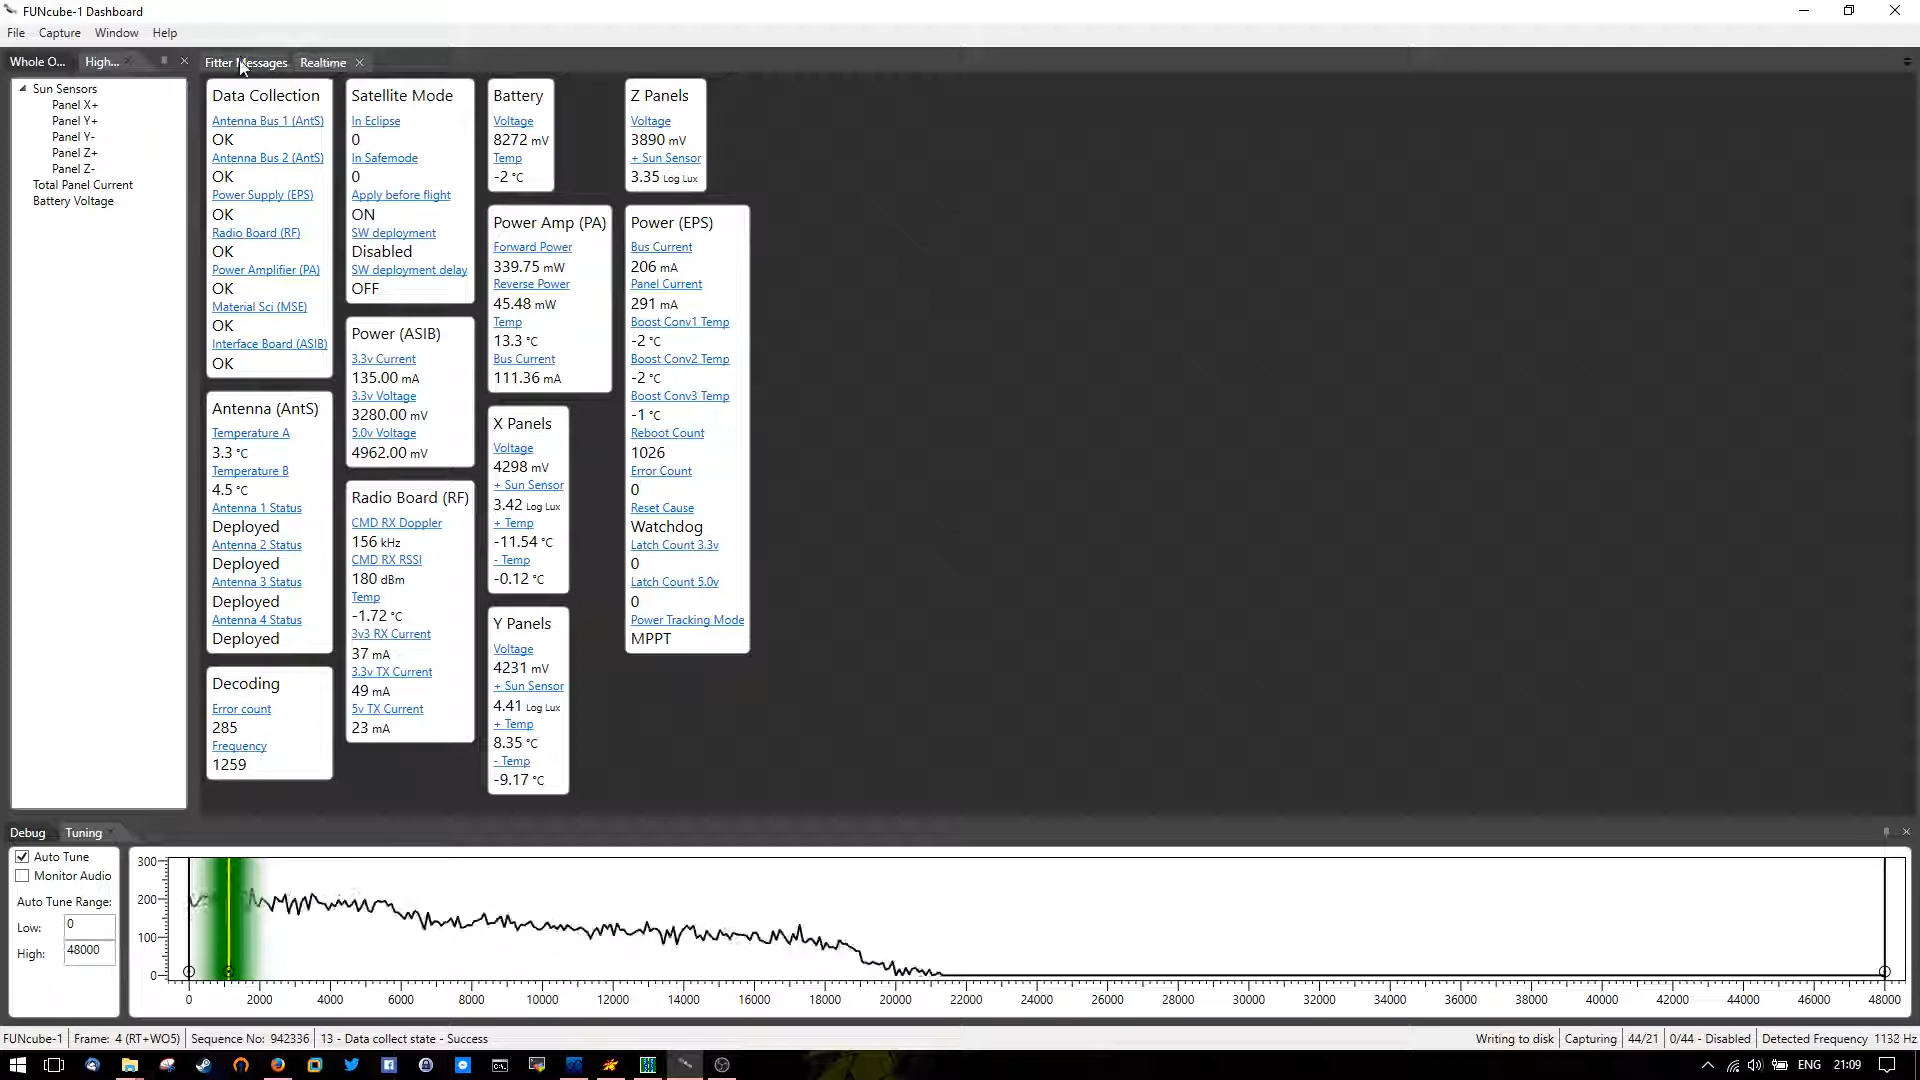 FUNcube-1 Dashboard
File Capture Window Help
Whole O... High... Fitter Messages Realtime
Sun Sensors
Panel X+
Panel Y+
Panel Y-
Panel Z+
Panel Z-
Total Panel Current
Battery Voltage
Data Collection
Antenna Bus 1 (AntS)
OK
Antenna Bus 2 (AntS)
OK
Power Supply (EPS)
OK
Radio Board (RF)
OK
Power Amplifier (PA)
OK
Material Sci (MSE)
OK
Interface Board (ASIB)
OK
Antenna (AntS)
Temperature A
3.3 °C
Temperature B
4.5 °C
Antenna 1 Status
Deployed
Antenna 2 Status
Deployed
Antenna 3 Status
Deployed
Antenna 4 Status
Deployed
Decoding
Error count
285
Frequency
1259
Satellite Mode
In Eclipse
0
In Safemode
0
Apply before flight
ON
SW deployment
Disabled
SW deployment delay
OFF
Power (ASIB)
3.3v Current
135.00 mA
3.3v Voltage
3280.00 mV
5.0v Voltage
4962.00 mV
Radio Board (RF)
CMD RX Doppler
156 kHz
CMD RX RSSI
180 dBm
Temp
-1.72 °C
3v3 RX Current
37 mA
3.3v TX Current
49 mA
5v TX Current
23 mA
Battery
Voltage
8272 mV
Temp
-2 °C
Power Amp (PA)
Forward Power
339.75 mW
Reverse Power
45.48 mW
Temp
13.3 °C
Bus Current
111.36 mA
X Panels
Voltage
4298 mV
+ Sun Sensor
3.42 Log Lux
+ Temp
-11.54 °C
- Temp
-0.12 °C
Y Panels
Voltage
4231 mV
+ Sun Sensor
4.41 Log Lux
+ Temp
8.35 °C
- Temp
-9.17 °C
Z Panels
Voltage
3890 mV
+ Sun Sensor
3.35 Log Lux
Power (EPS)
Bus Current
206 mA
Panel Current
291 mA
Boost Conv1 Temp
-2 °C
Boost Conv2 Temp
-2 °C
Boost Conv3 Temp
-1 °C
Reboot Count
1026
Error Count
0
Reset Cause
Watchdog
Latch Count 3.3v
0
Latch Count 5.0v
0
Power Tracking Mode
MPPT
Debug Tuning
Auto Tune
Monitor Audio
Auto Tune Range:
Low: 0
High: 48000
300
200
100
0
0 2000 4000 6000 8000 10000 12000 14000 16000 18000 20000 22000 24000 26000 28000 30000 32000 34000 36000 38000 40000 42000 44000 46000 48000
FUNcube-1 Frame: 4 (RT+WO5) Sequence No: 942336 13 - Data collect state - Success Writing to disk Capturing 44/21 0/44 - Disabled Detected Frequency 1132 Hz
ENG 21:09